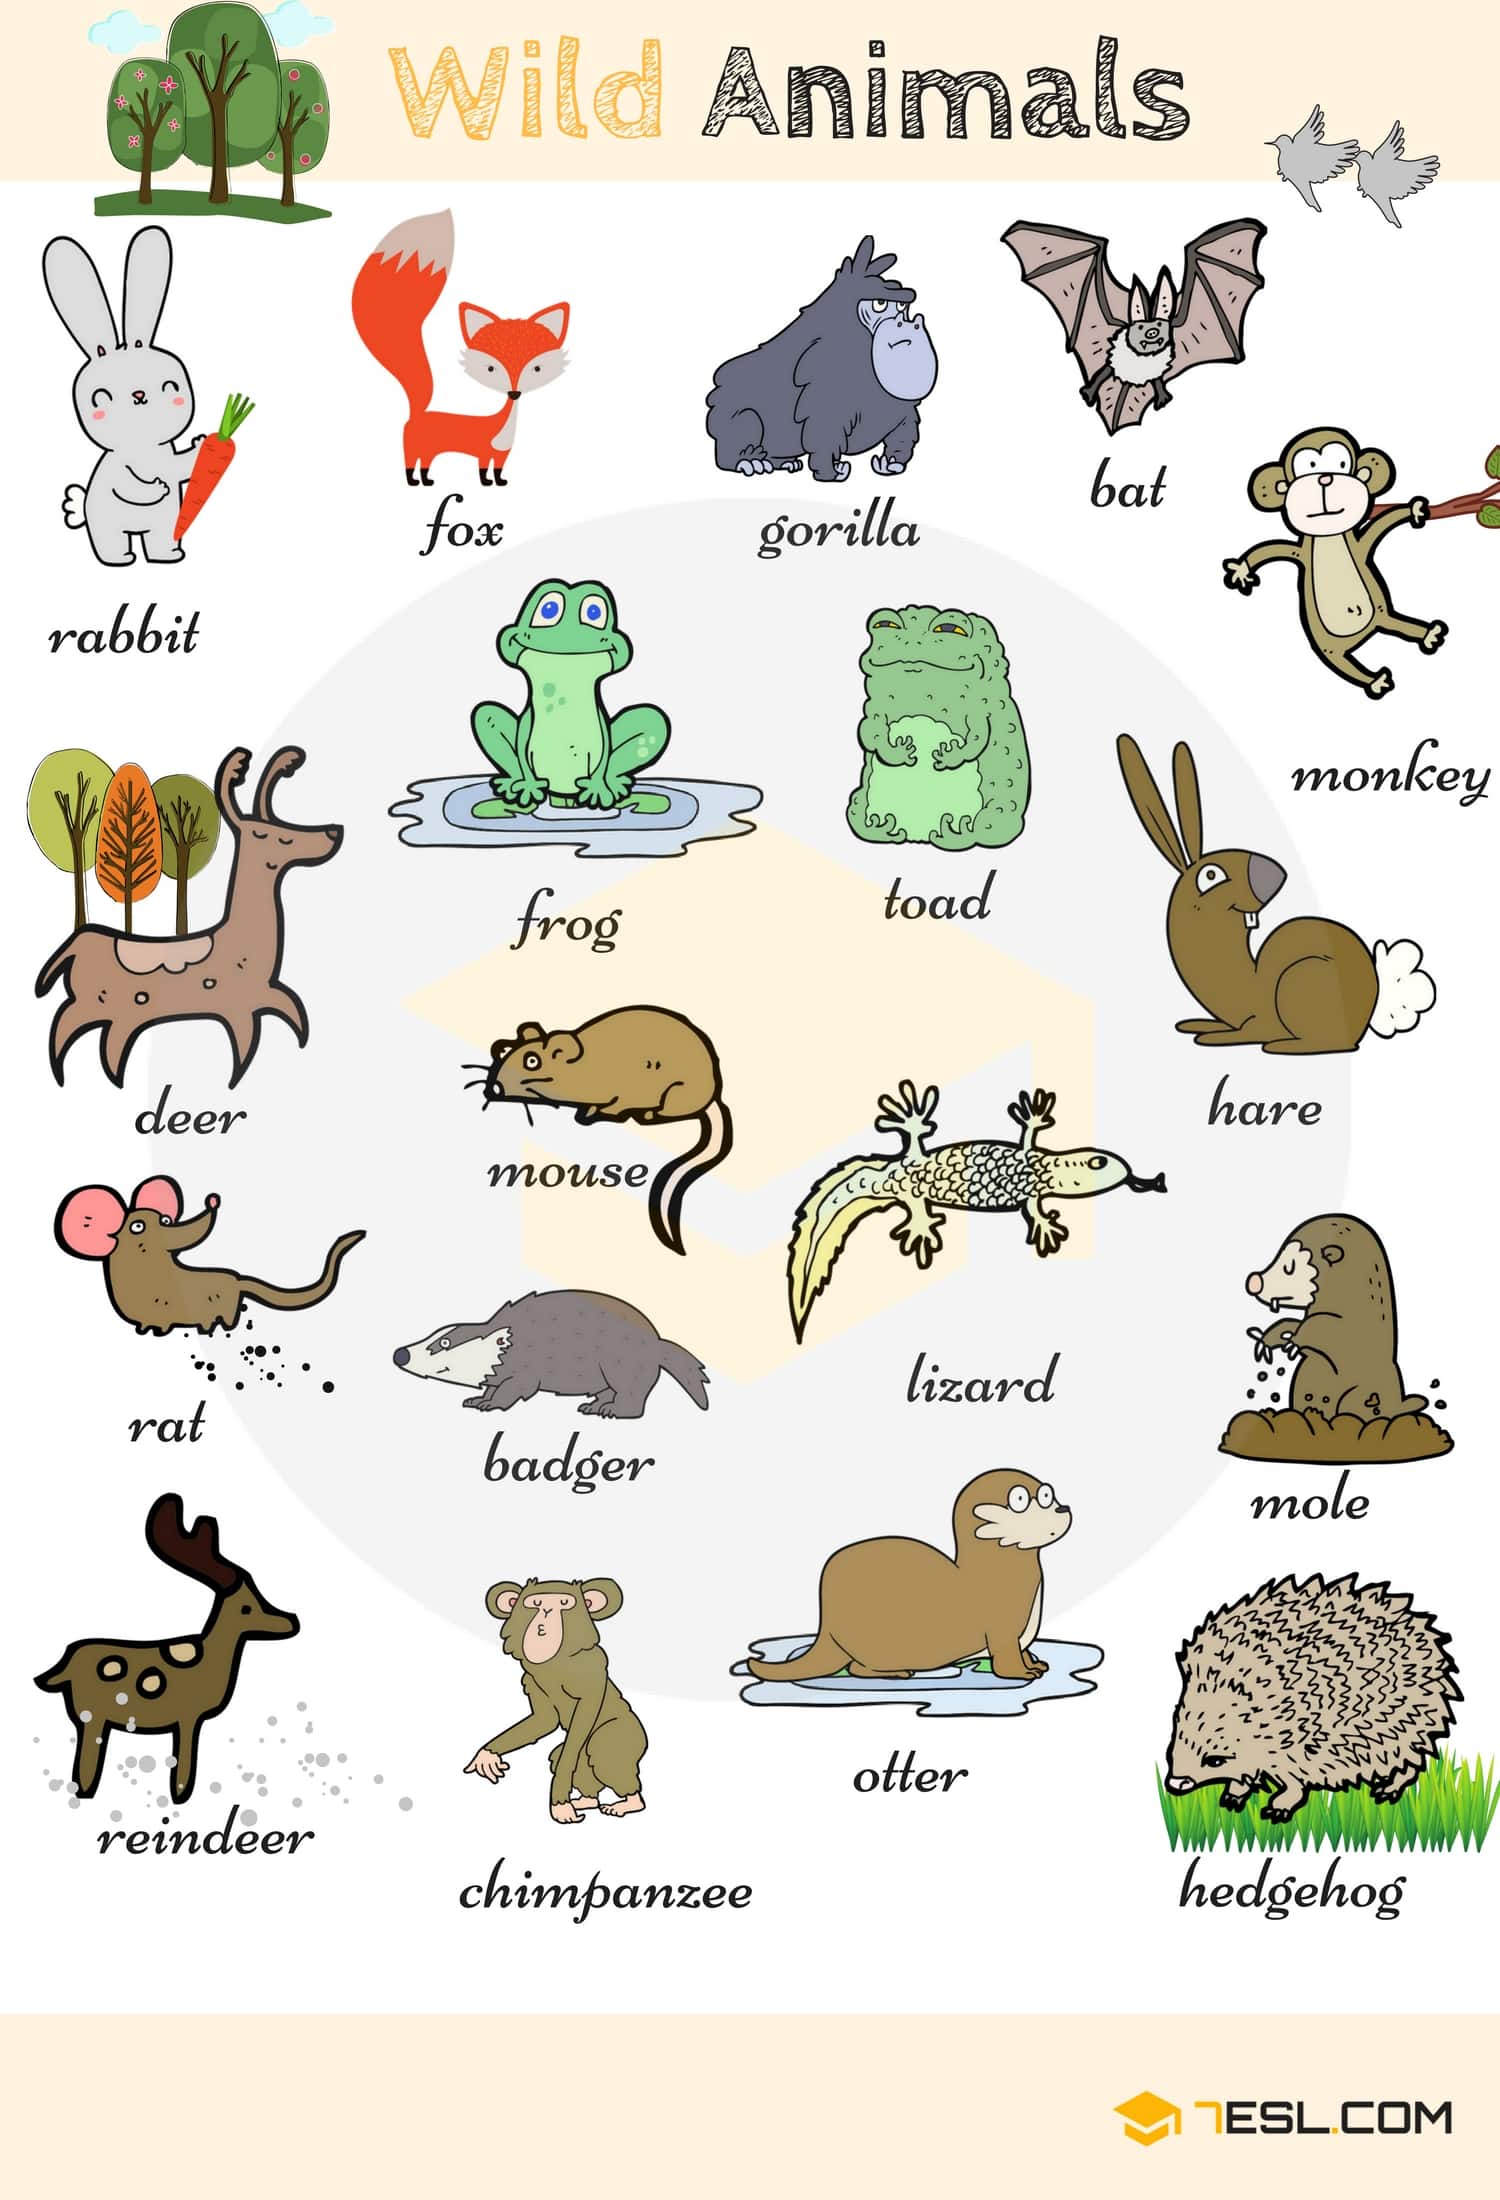 Wild Animals
rabbit
fox
gorilla
bat
monkey
deer
frog
toad
hare
mouse
rat
badger
lizard
mole
reindeer
chimpanzee
otter
hedgehog
7ESL.COM